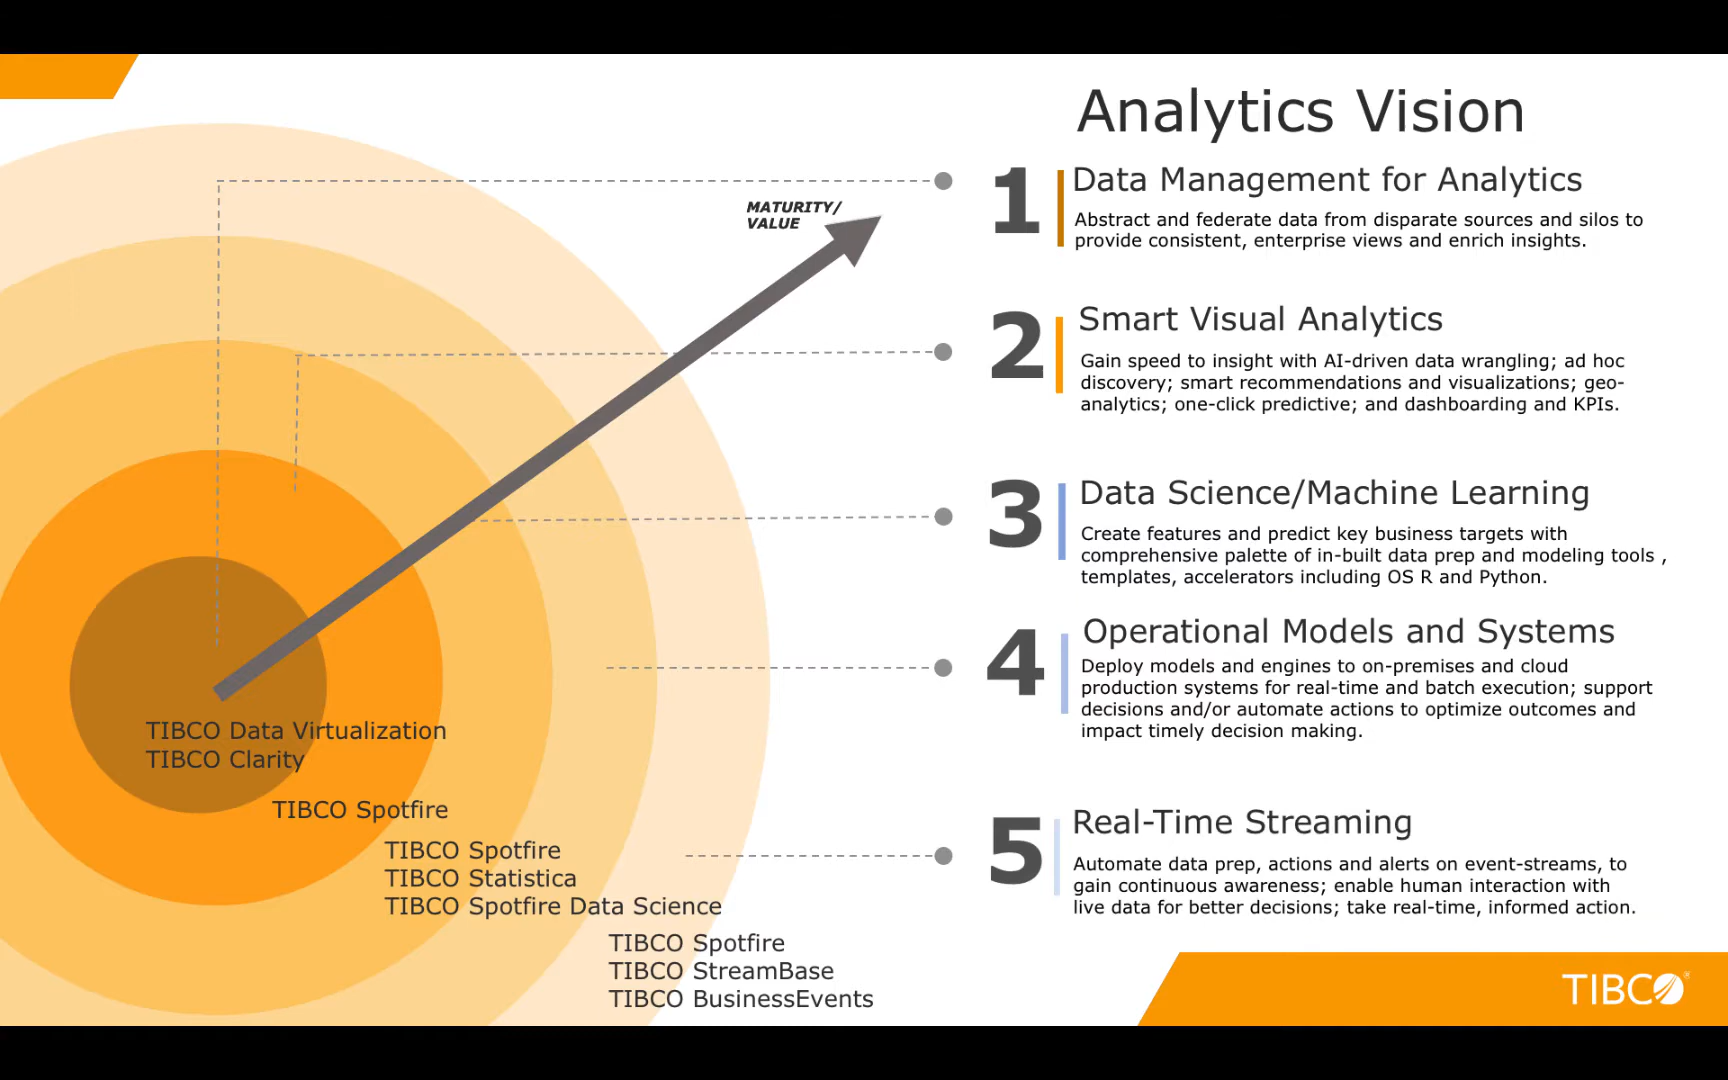 Analytics Vision
MATURITY/
VALUE
1
Data Management for Analytics
Abstract and federate data from disparate sources and silos to
provide consistent, enterprise views and enrich insights.
2
Smart Visual Analytics
Gain speed to insight with AI-driven data wrangling; ad hoc
discovery; smart recommendations and visualizations; geo-
analytics; one-click predictive; and dashboarding and KPIs.
3
Data Science/Machine Learning
Create features and predict key business targets with
comprehensive palette of in-built data prep and modeling tools ,
templates, accelerators including OS R and Python.
4
Operational Models and Systems
Deploy models and engines to on-premises and cloud
production systems for real-time and batch execution; support
decisions and/or automate actions to optimize outcomes and
impact timely decision making.
5
Real-Time Streaming
Automate data prep, actions and alerts on event-streams, to
gain continuous awareness; enable human interaction with
live data for better decisions; take real-time, informed action.
TIBCO Data Virtualization
TIBCO Clarity
TIBCO Spotfire
TIBCO Spotfire
TIBCO Statistica
TIBCO Spotfire Data Science
TIBCO Spotfire
TIBCO StreamBase
TIBCO BusinessEvents
TIBCO®